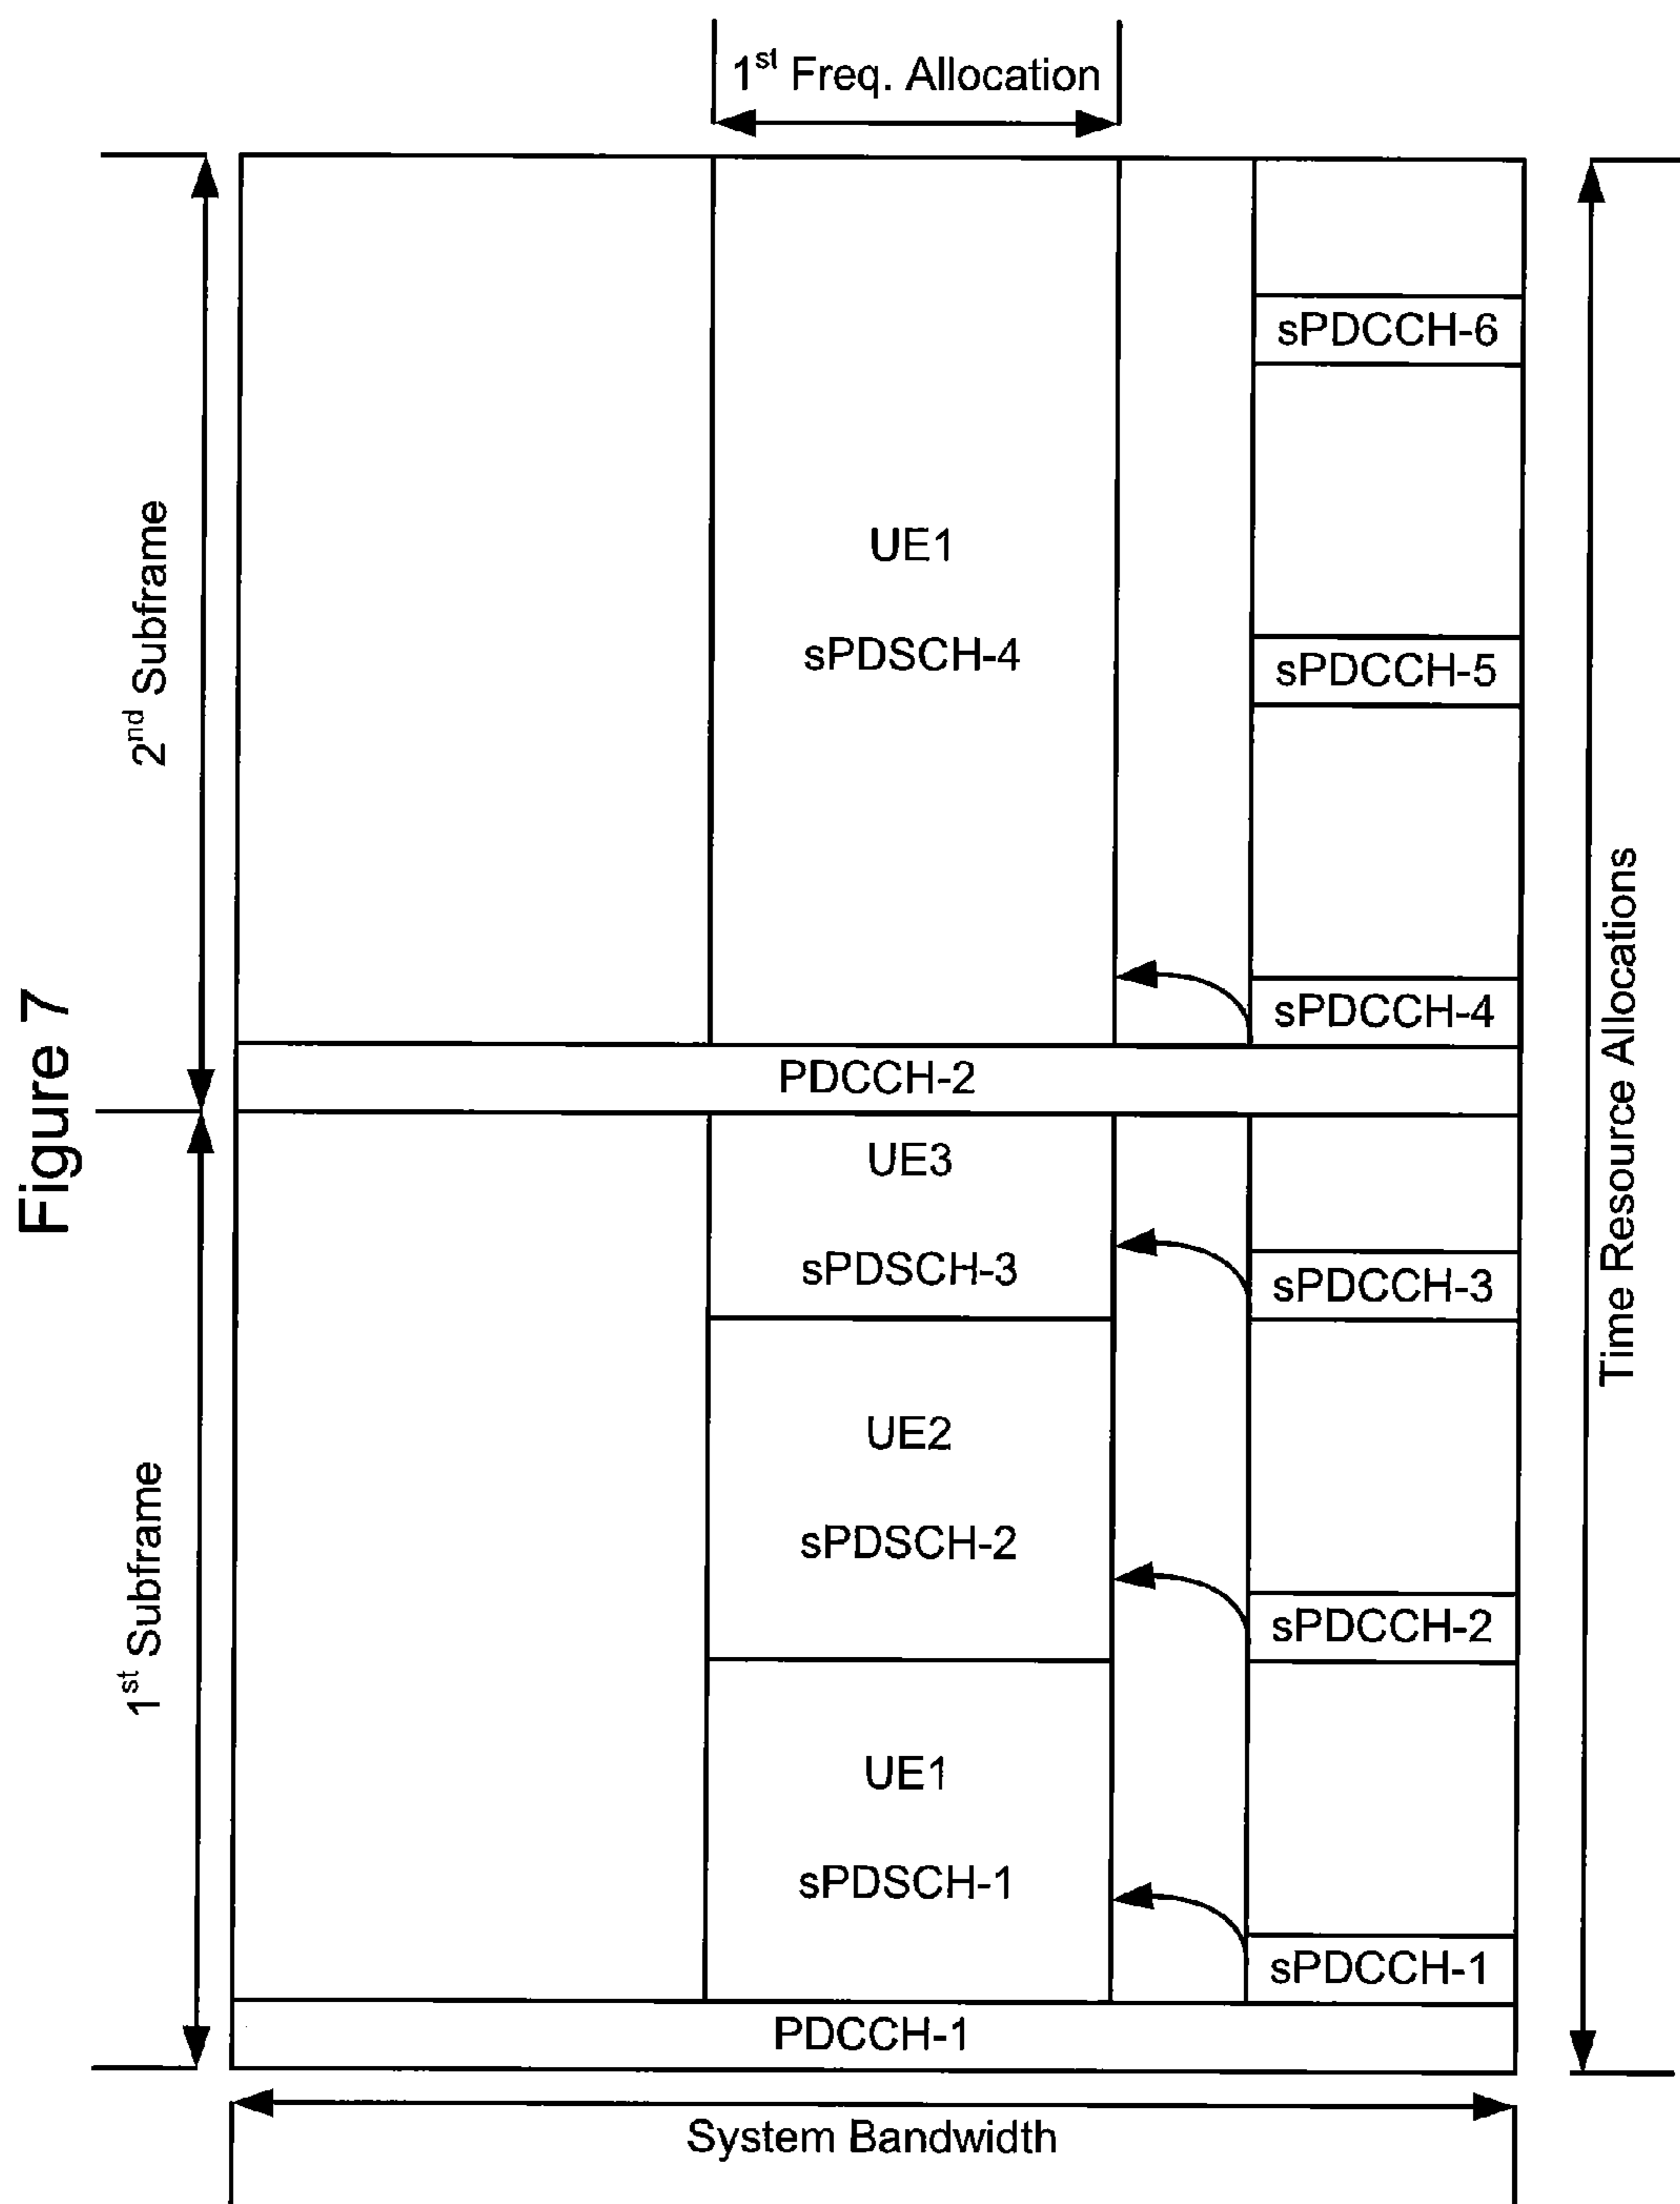 1st Freq. Allocation
sPDCCH-6
UE1
2nd Subframe
sPDSCH-4
sPDCCH-5
Figure 7
sPDCCH-4
PDCCH-2
Time Resource Allocations
UE3
sPDSCH-3
sPDCCH-3
UE2
1st Subframe
sPDSCH-2
sPDCCH-2
UE1
sPDSCH-1
sPDCCH-1
PDCCH-1
System Bandwidth